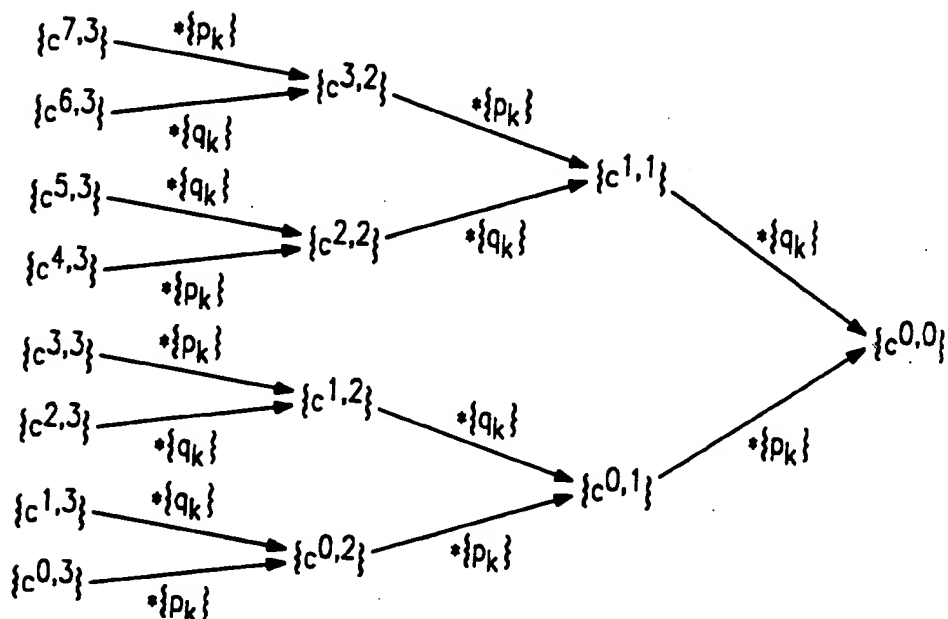 {c^7,3}
*{p_k}
{c^6,3}
*{q_k}
{c^3,2}
*{p_k}
{c^5,3}
*{q_k}
{c^4,3}
*{p_k}
{c^2,2}
*{q_k}
{c^1,1}
*{q_k}
{c^3,3}
*{p_k}
{c^2,3}
*{q_k}
{c^1,2}
*{q_k}
{c^1,3}
*{q_k}
{c^0,3}
*{p_k}
{c^0,2}
*{p_k}
{c^0,1}
*{p_k}
{c^0,0}